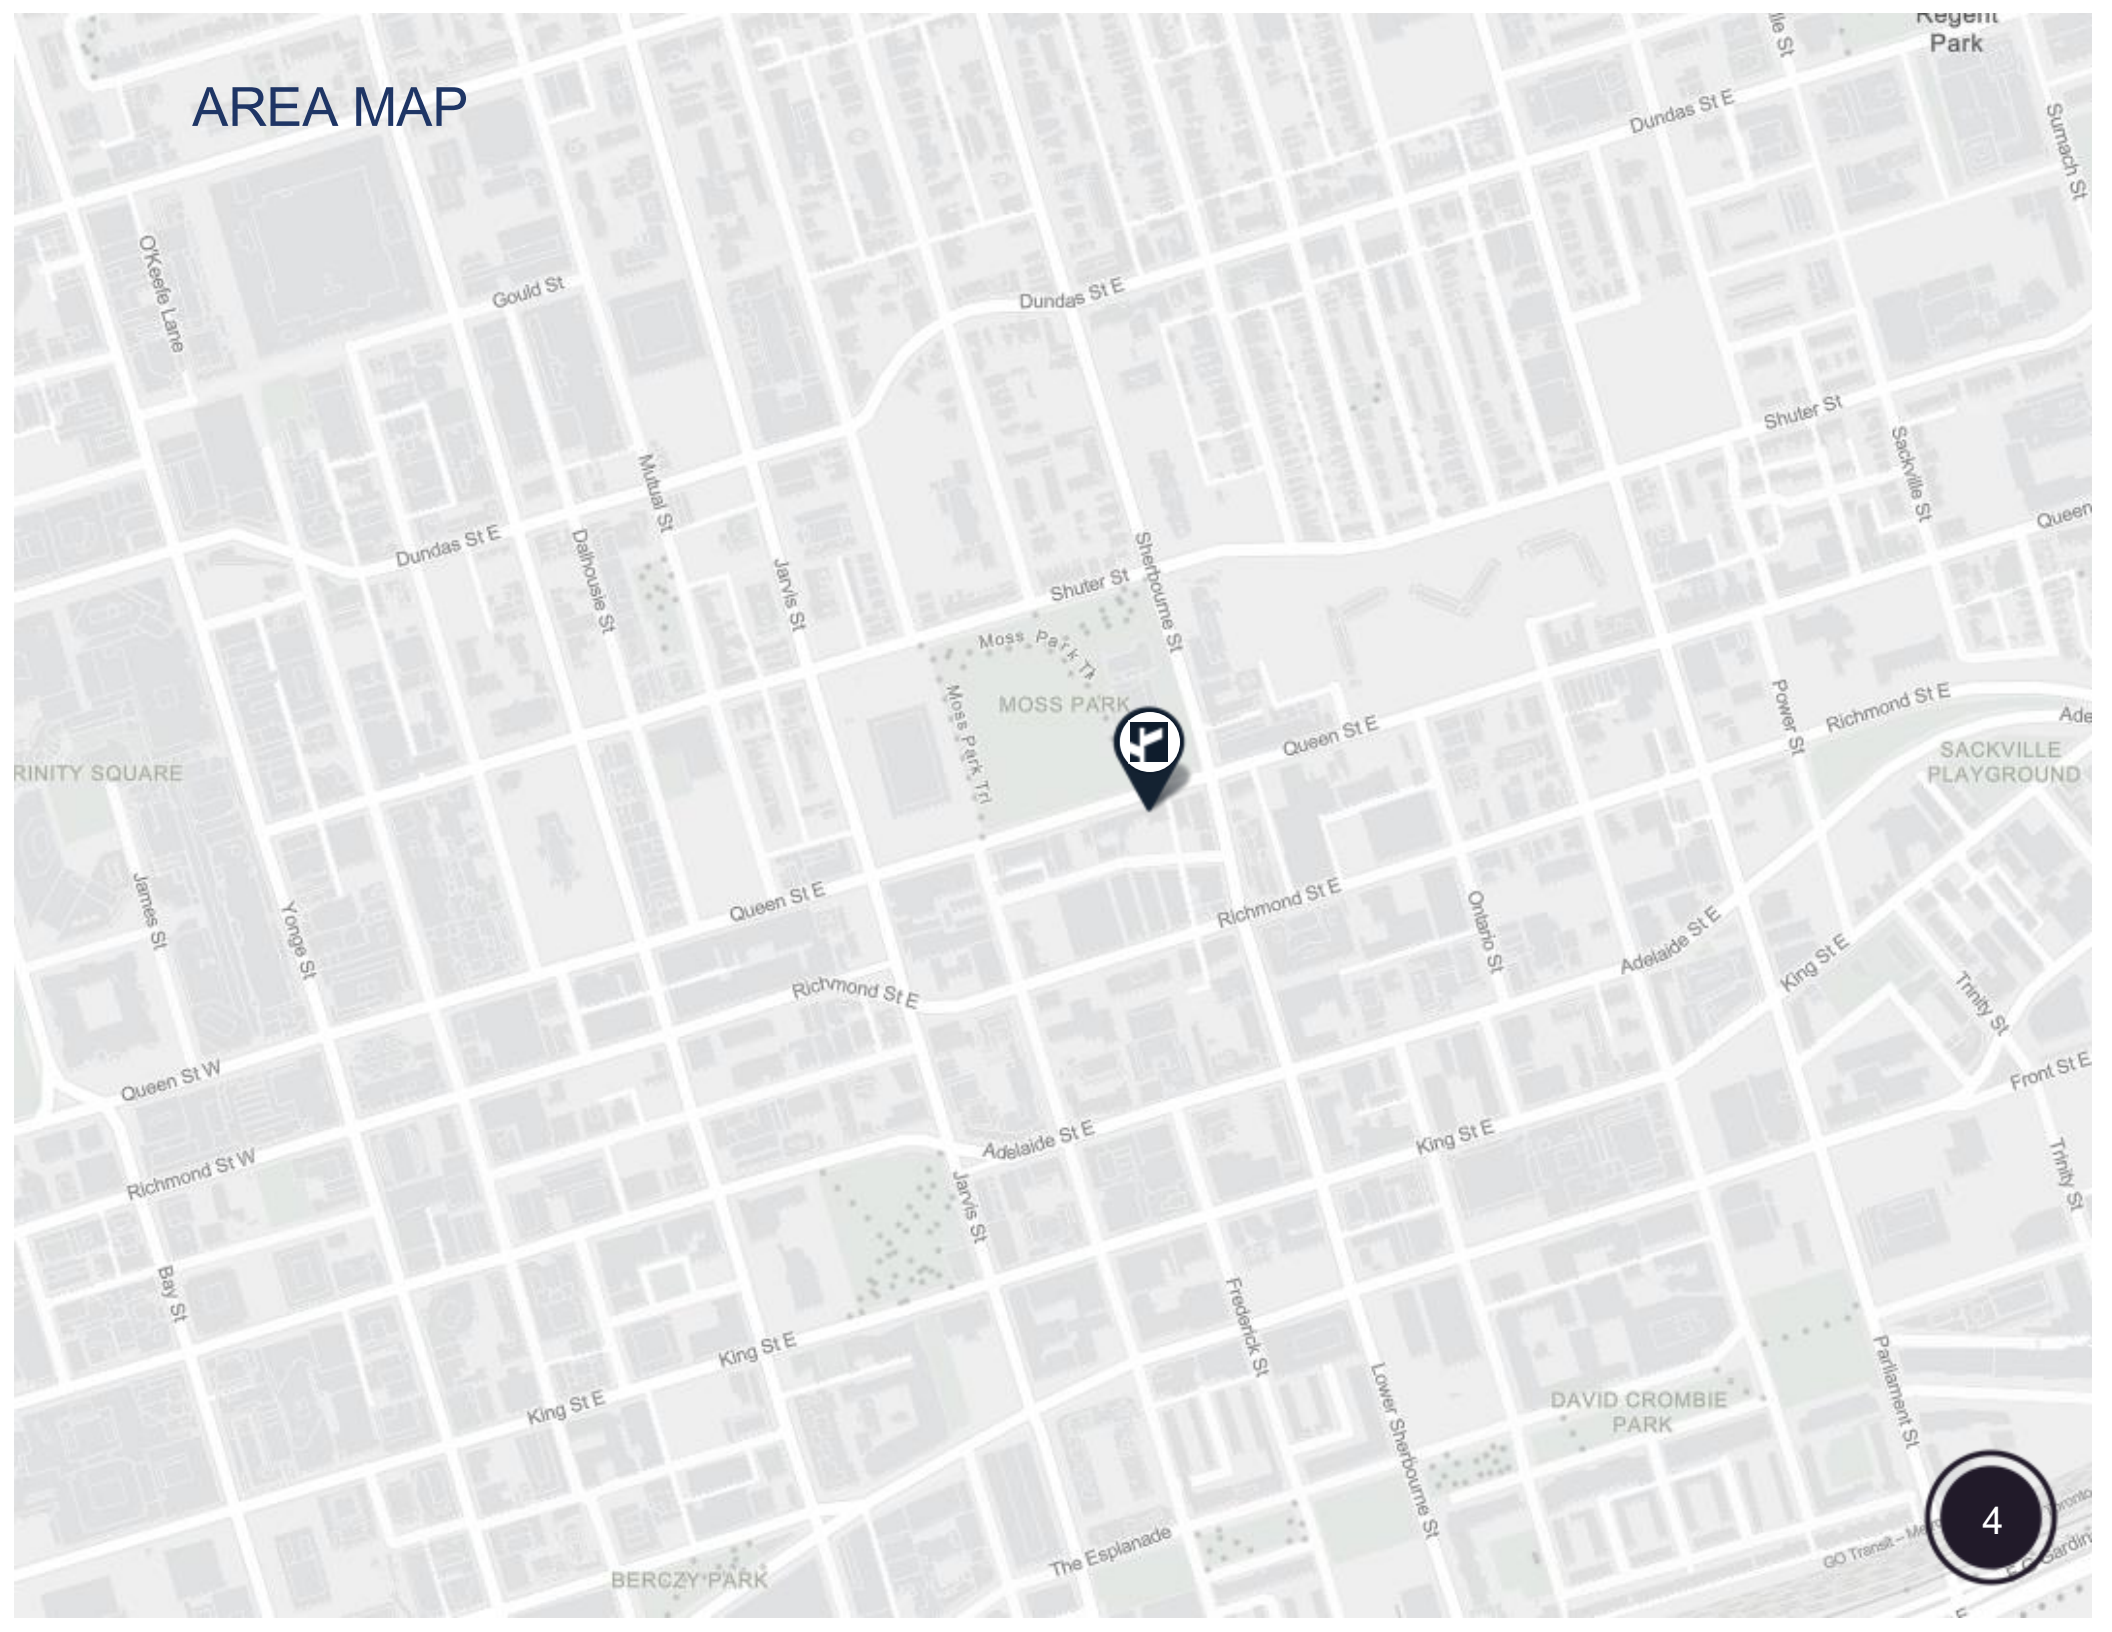 Regent
Park
AREA MAP
Dundas St E
Sumach St
O'Keefe Lane
Gould St
Dundas St E
Shuter St
Sackville St
Mutual St
Queen
Dundas St E
Dalhousie St
Jarvis St
Sherbourne St
Shuter St
Moss Park Trl
MOSS PARK
Moss Park Trl
Queen St E
Power St
Richmond St E
Ade
SACKVILLE
PLAYGROUND
RINITY SQUARE
James St
Yonge St
Queen St E
Richmond St E
Ontario St
Adelaide St E
King St E
Trinity St
Richmond St E
Queen St W
Front St E
Richmond St W
Adelaide St E
King St E
Trinity St
Jarvis St
Bay St
Frederick St
King St E
King St E
Lower Sherbourne St
DAVID CROMBIE
PARK
Parliament St
The Esplanade
BERCZY PARK
GO Transit – Metro
Toronto
4